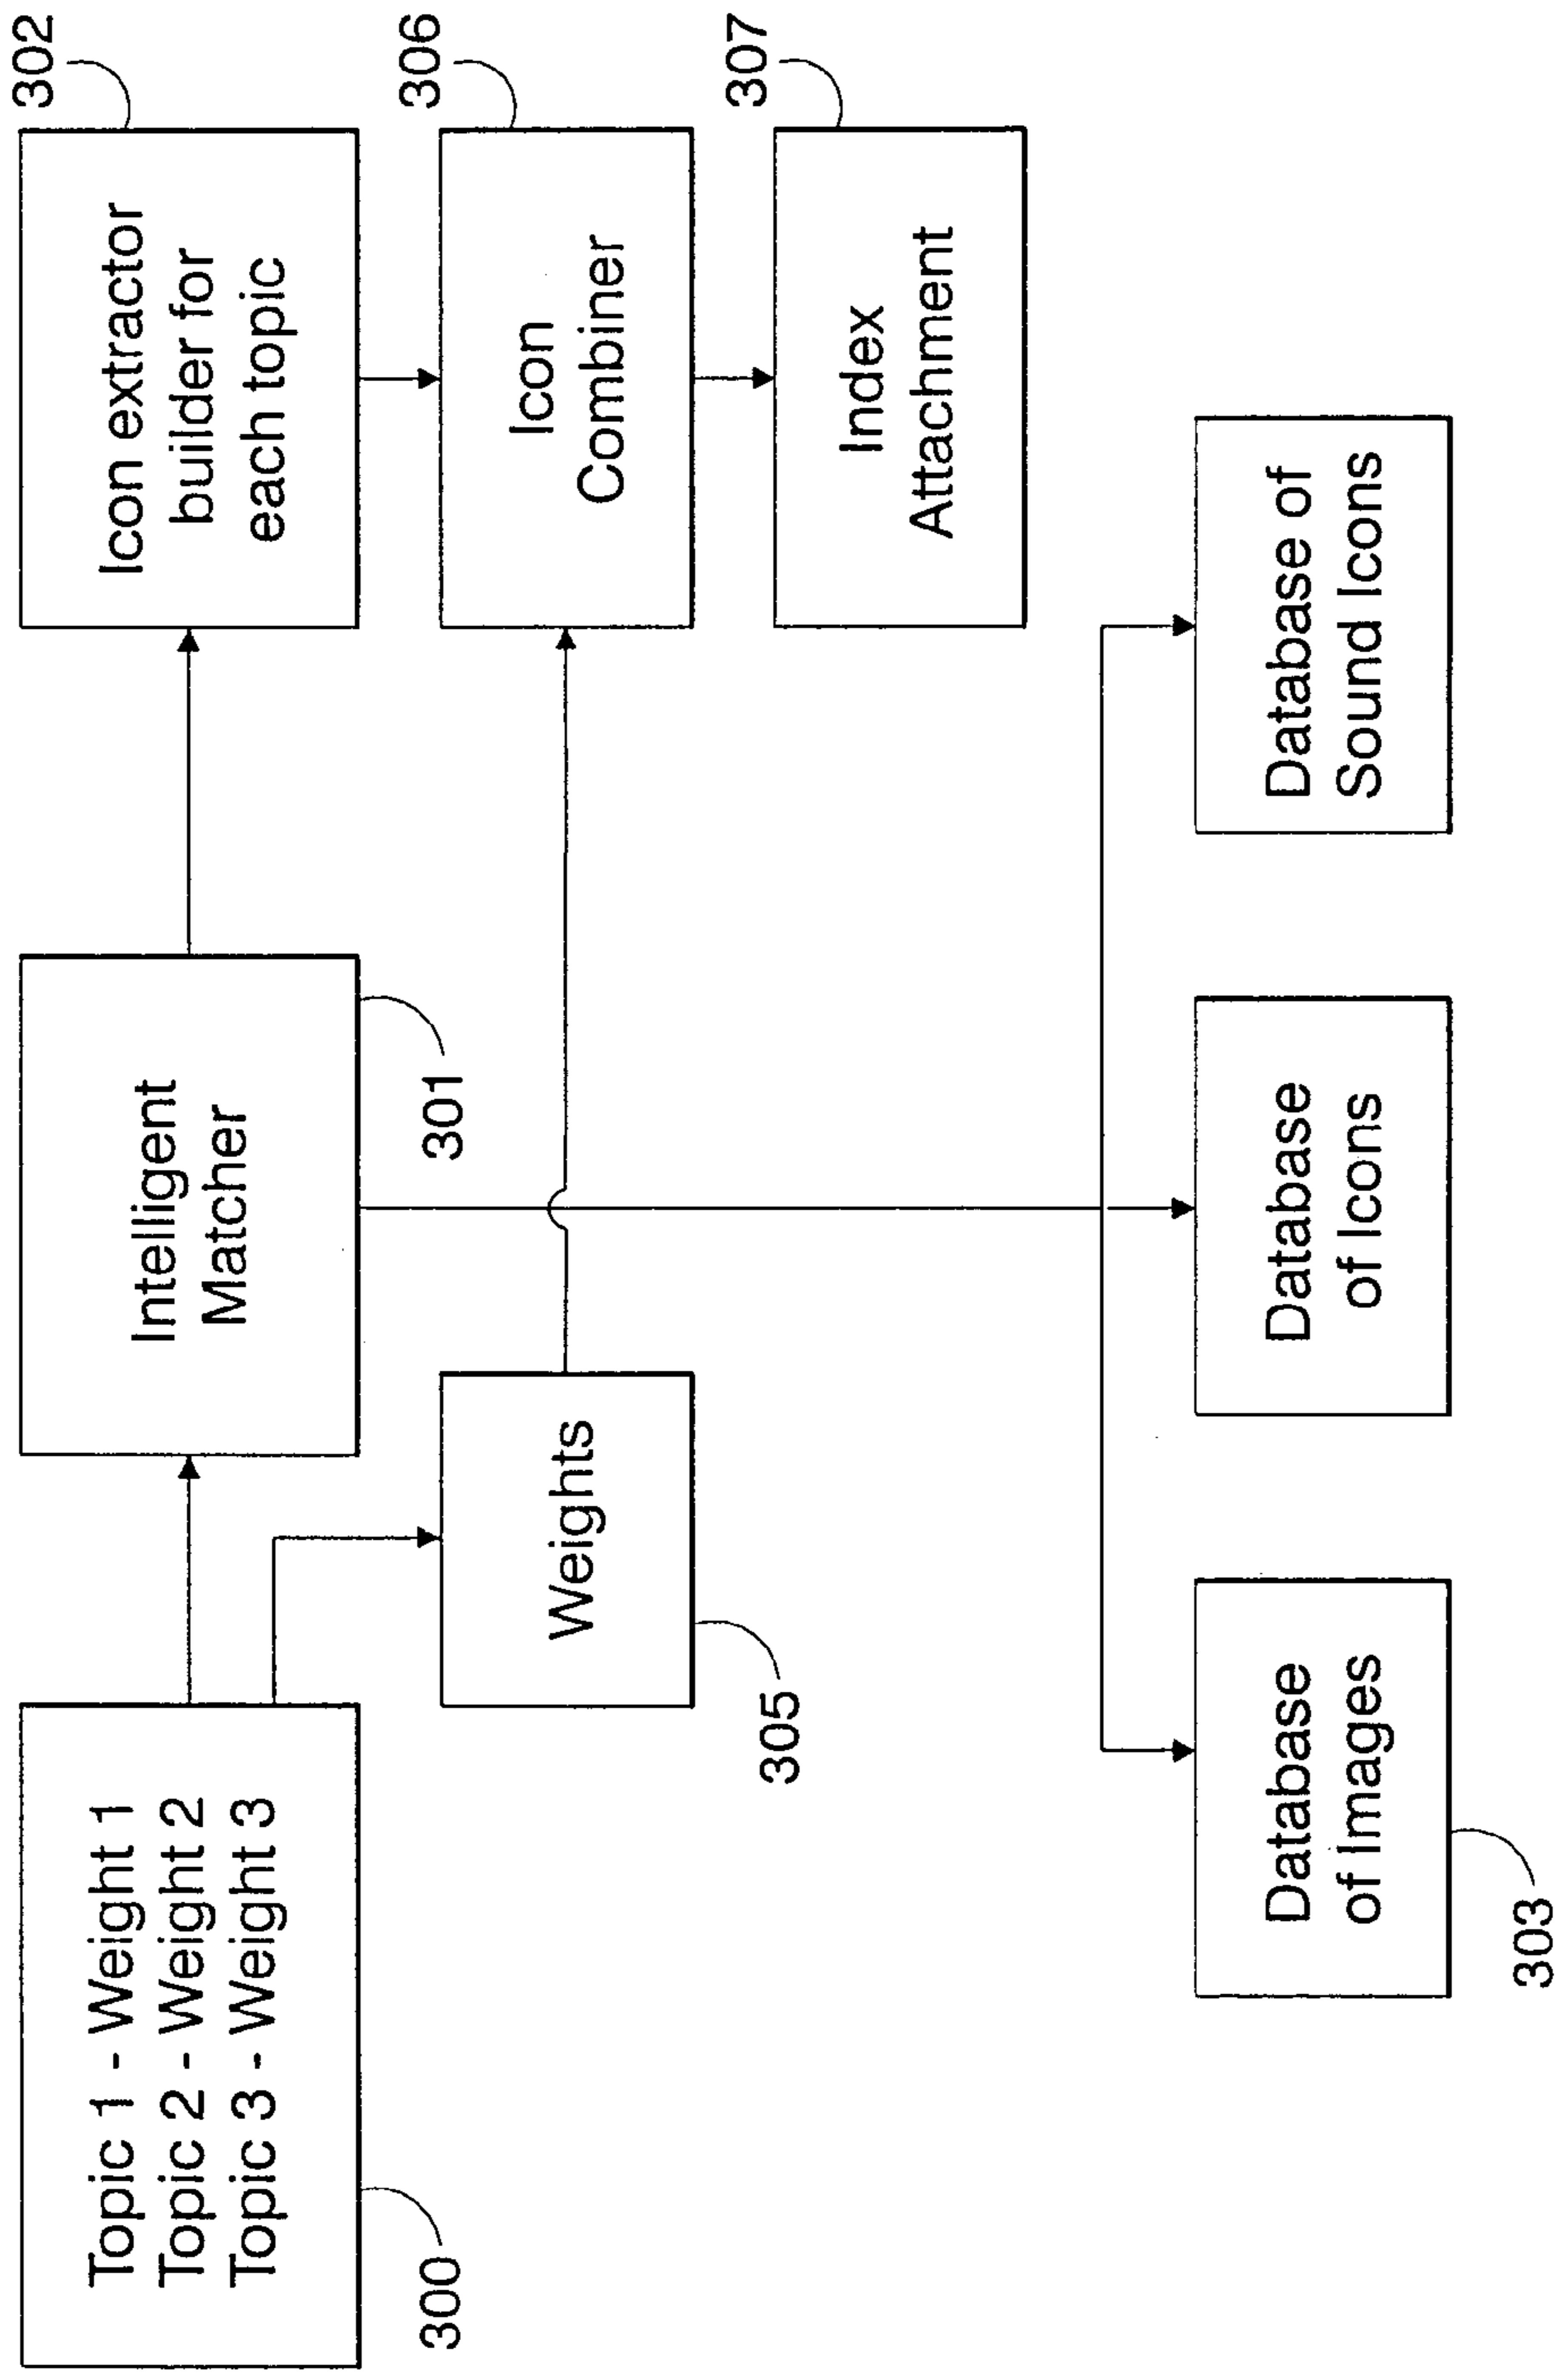 Topic 1 - Weight 1
Topic 2 - Weight 2
Topic 3 - Weight 3
300
Intelligent
Matcher
301
Icon extractor
builder for
each topic
302
Weights
305
Icon
Combiner
306
Index
Attachment
307
Database
of Images
303
Database
of Icons
Database of
Sound Icons